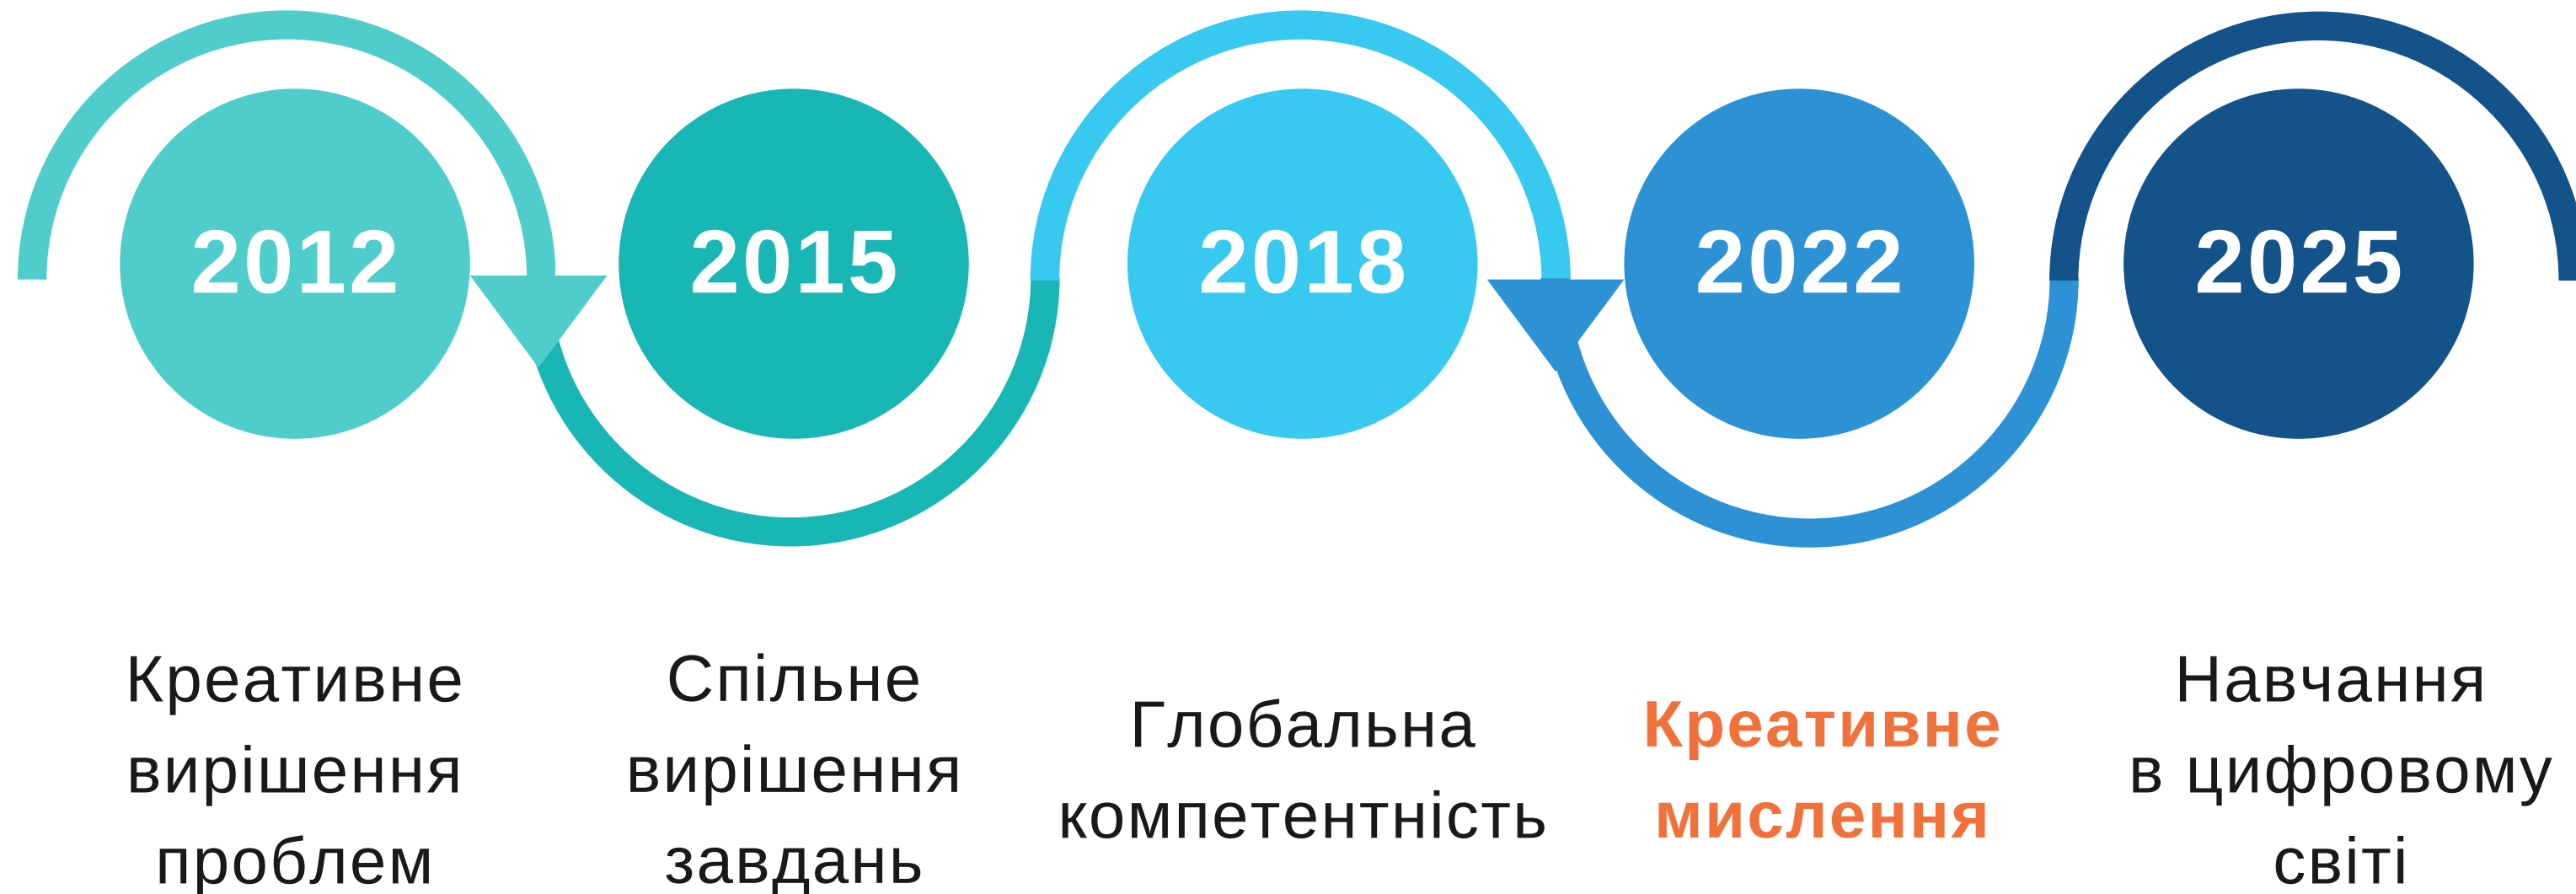 2012
2015
2018
2022
2025
Креативне
вирішення
проблем
Спільне
вирішення
завдань
Глобальна
компетентність
Креативне
мислення
Навчання
в цифровому
світі